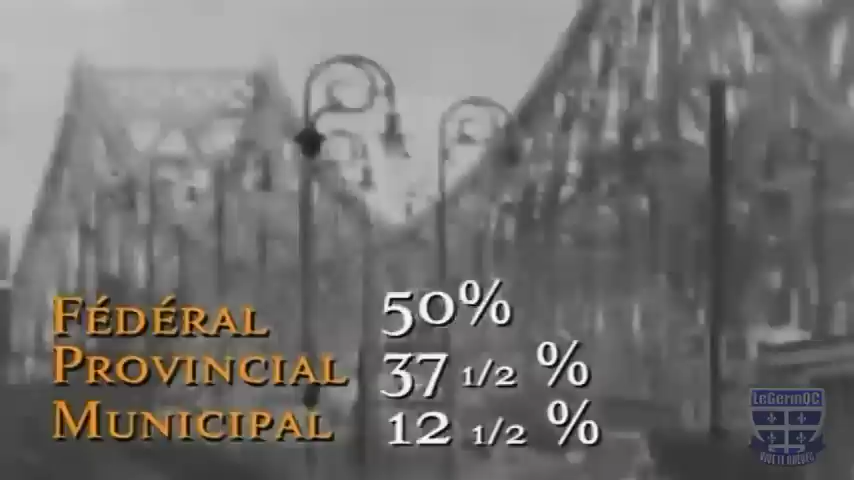 FÉDÉRAL 50%
PROVINCIAL 37 1/2 %
MUNICIPAL 12 1/2 %
LeGerinQC